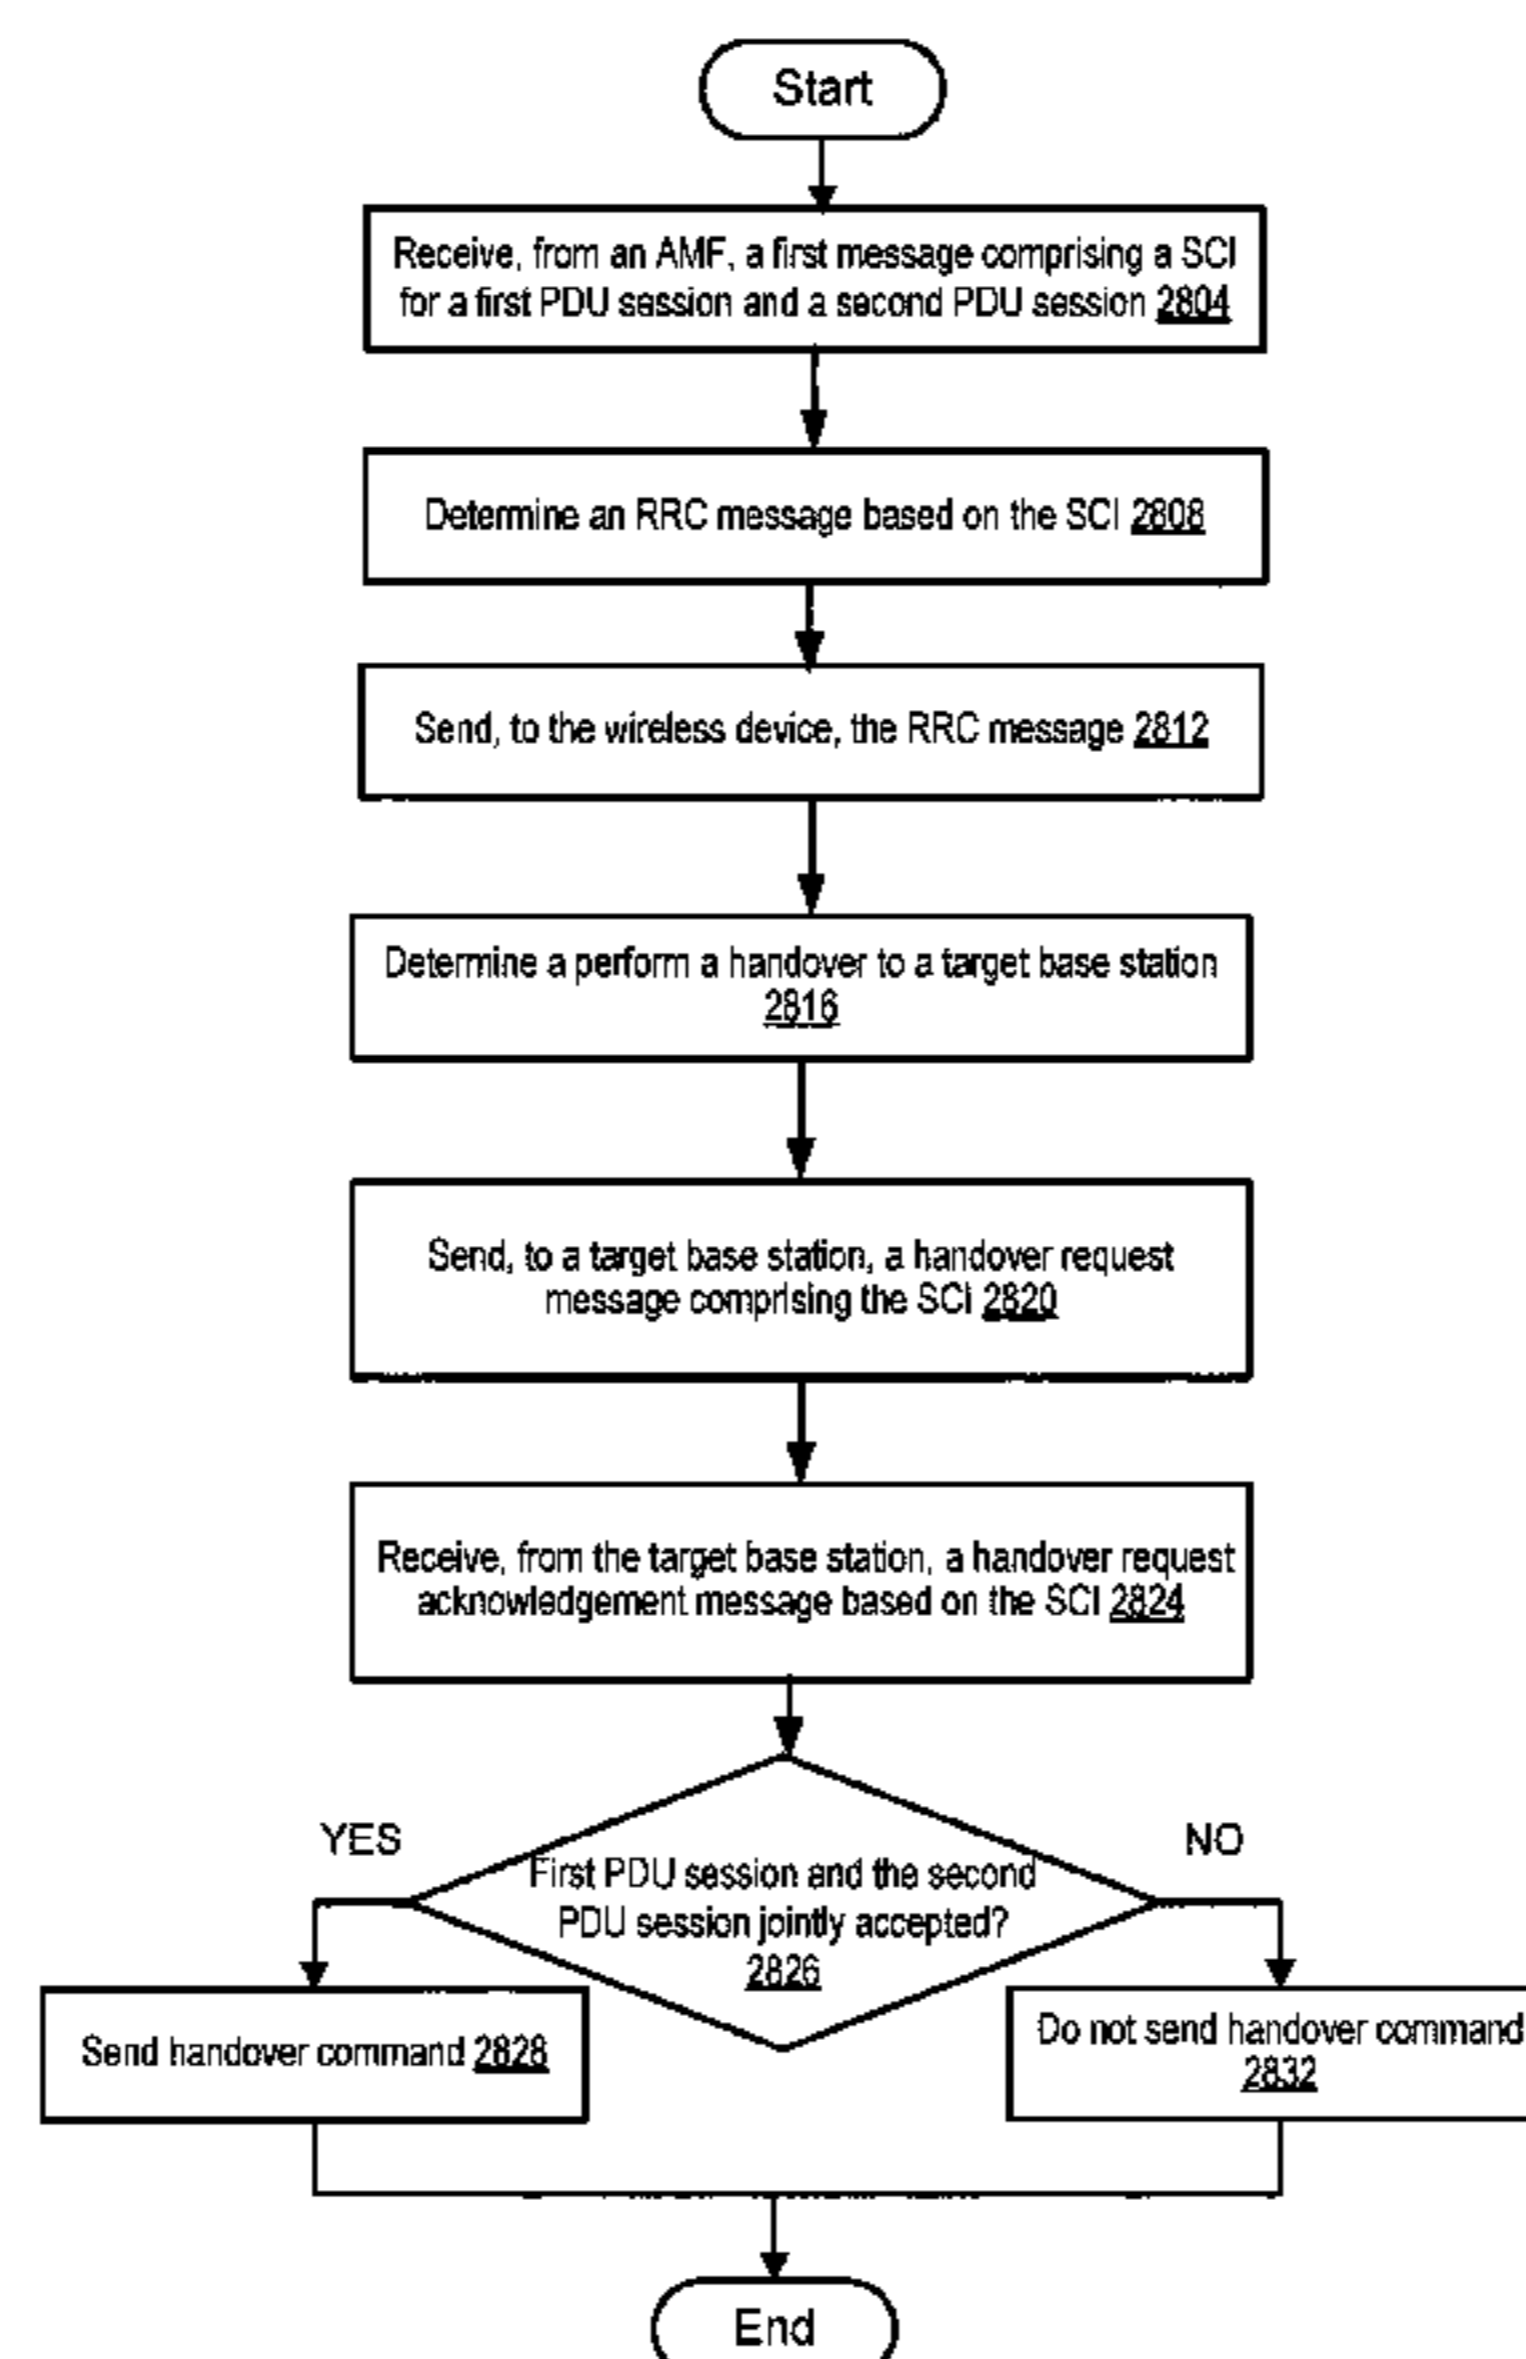 Start
Receive, from an AMF, a first message comprising a SCI
for a first PDU session and a second PDU session 2804
Determine an RRC message based on the SCI 2808
Send, to the wireless device, the RRC message 2812
Determine a perform a handover to a target base station
2816
Send, to a target base station, a handover request
message comprising the SCI 2820
Receive, from the target base station, a handover request
acknowledgement message based on the SCI 2824
YES
NO
First PDU session and the second
PDU session jointly accepted?
2826
Send handover command 2828
Do not send handover command
2832
End